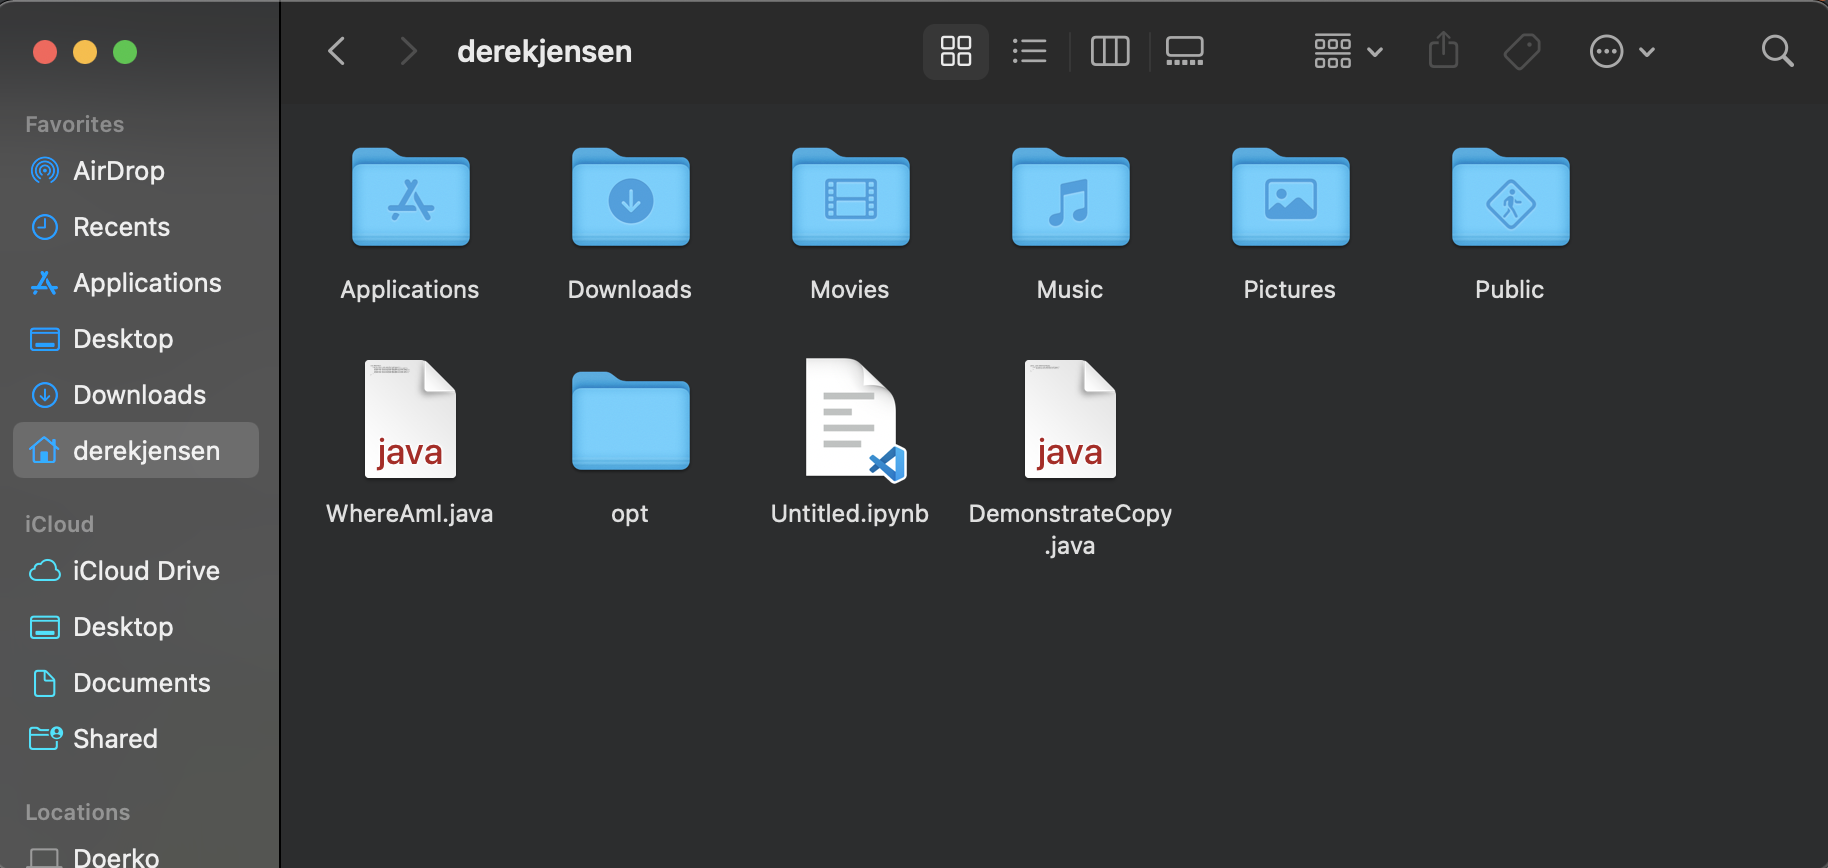 derekjensen
Favorites
AirDrop
Recents
Applications
Desktop
Downloads
derekjensen
iCloud
iCloud Drive
Desktop
Documents
Shared
Locations
Doerko
Applications
Downloads
Movies
Music
Pictures
Public
java
WhereAmI.java
opt
Untitled.ipynb
java
DemonstrateCopy
.java